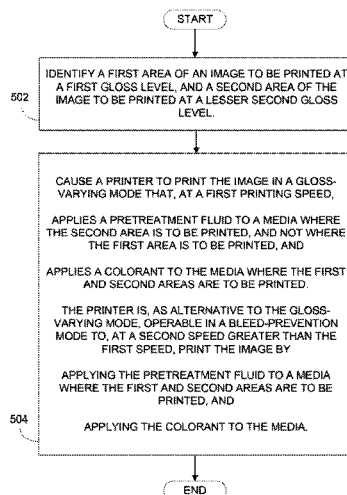 START
IDENTIFY A FIRST AREA OF AN IMAGE TO BE PRINTED AT
A FIRST GLOSS LEVEL, AND A SECOND AREA OF THE
IMAGE TO BE PRINTED AT A LESSER SECOND GLOSS
LEVEL.
502
CAUSE A PRINTER TO PRINT THE IMAGE IN A GLOSS-
VARYING MODE THAT, AT A FIRST PRINTING SPEED,
APPLIES A PRETREATMENT FLUID TO A MEDIA WHERE
THE SECOND AREA IS TO BE PRINTED, AND NOT WHERE
THE FIRST AREA IS TO BE PRINTED, AND
APPLIES A COLORANT TO THE MEDIA WHERE THE FIRST
AND SECOND AREAS ARE TO BE PRINTED.
THE PRINTER IS, AS ALTERNATIVE TO THE GLOSS-
VARYING MODE, OPERABLE IN A BLEED-PREVENTION
MODE TO, AT A SECOND SPEED GREATER THAN THE
FIRST SPEED, PRINT THE IMAGE BY
APPLYING THE PRETREATMENT FLUID TO A MEDIA
WHERE THE FIRST AND SECOND AREAS ARE TO BE
PRINTED, AND
APPLYING THE COLORANT TO THE MEDIA.
504
END